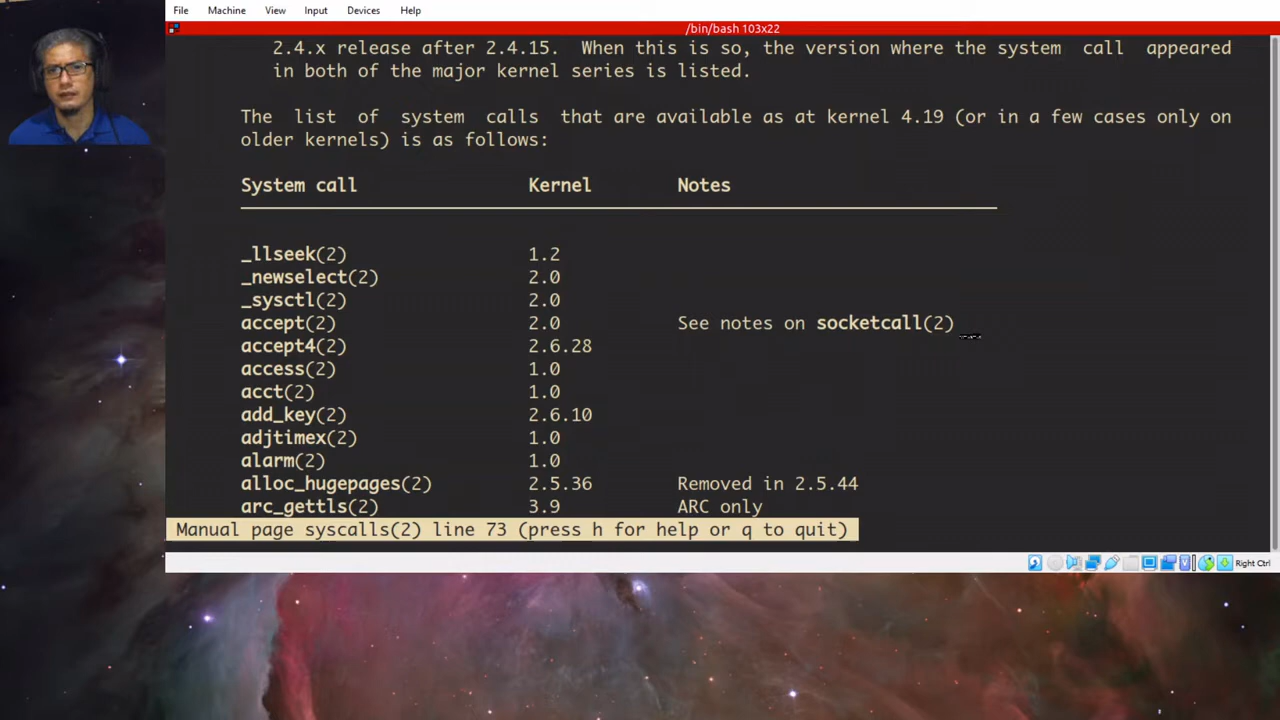 File Machine View Input Devices Help
/bin/bash 103x22
2.4.x release after 2.4.15. When this is so, the version where the system call appeared
in both of the major kernel series is listed.
The list of system calls that are available as at kernel 4.19 (or in a few cases only on
older kernels) is as follows:
System call Kernel Notes
_llseek(2) 1.2
_newselect(2) 2.0
_sysctl(2) 2.0
accept(2) 2.0 See notes on socketcall(2)
accept4(2) 2.6.28
access(2) 1.0
acct(2) 1.0
add_key(2) 2.6.10
adjtimex(2) 1.0
alarm(2) 1.0
alloc_hugepages(2) 2.5.36 Removed in 2.5.44
arc_gettls(2) 3.9 ARC only
Manual page syscalls(2) line 73 (press h for help or q to quit)
Right Ctrl